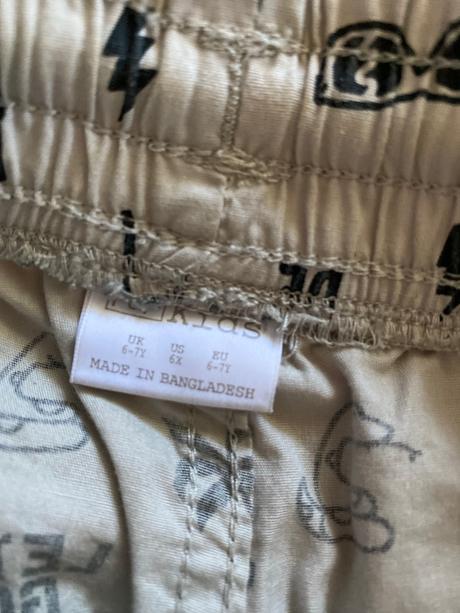 kids
UK US EU
6-7Y 6X 6-7Y
MADE IN BANGLADESH